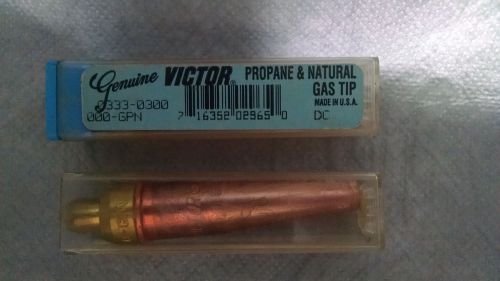 Genuine VICTOR® PROPANE & NATURAL
GAS TIP
MADE IN U.S.A.
0333-0300
000-GPN
7 16352 02965 0
DC